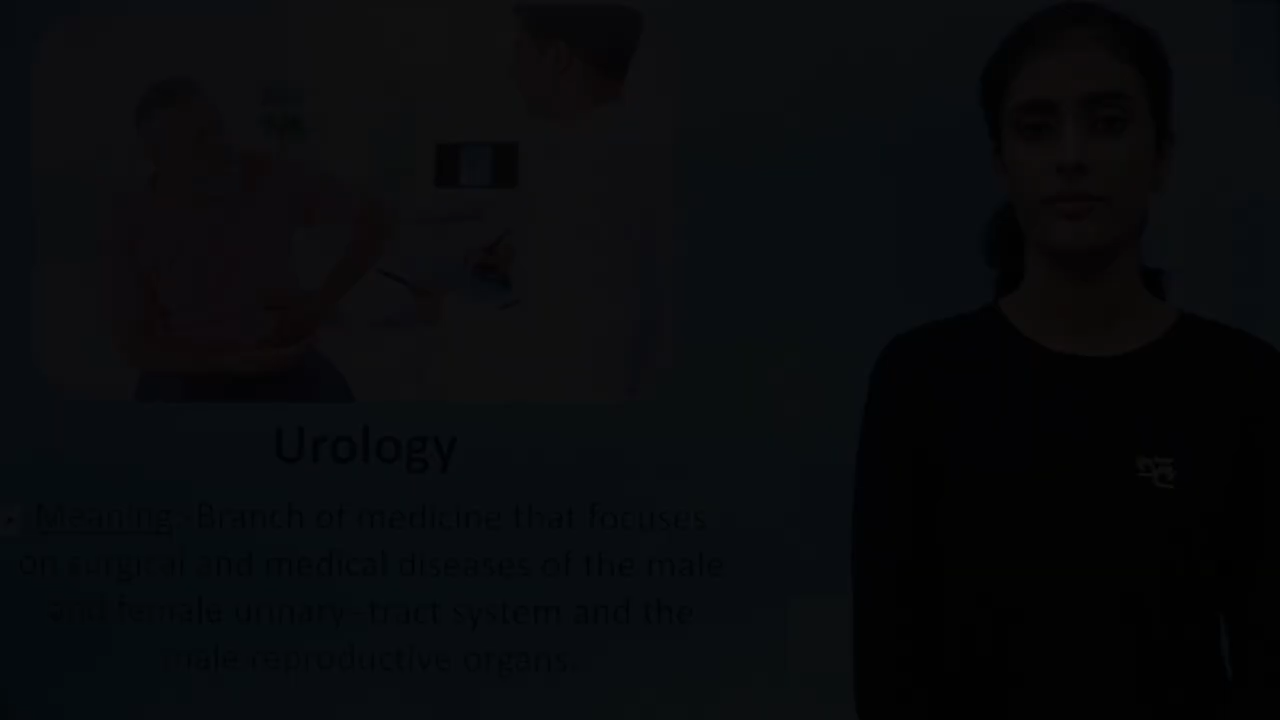 Urology
• Meaning:-Branch of medicine that focuses
on surgical and medical diseases of the male
and female urinary–tract system and the
male reproductive organs.